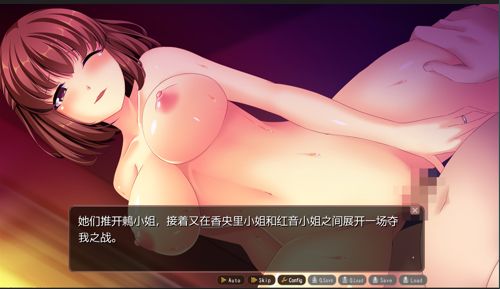 她们推开鶫小姐，接着又在香央里小姐和红音小姐之间展开一场夺
我之战。
Auto Skip Config Q.Save Q.Load Save Load